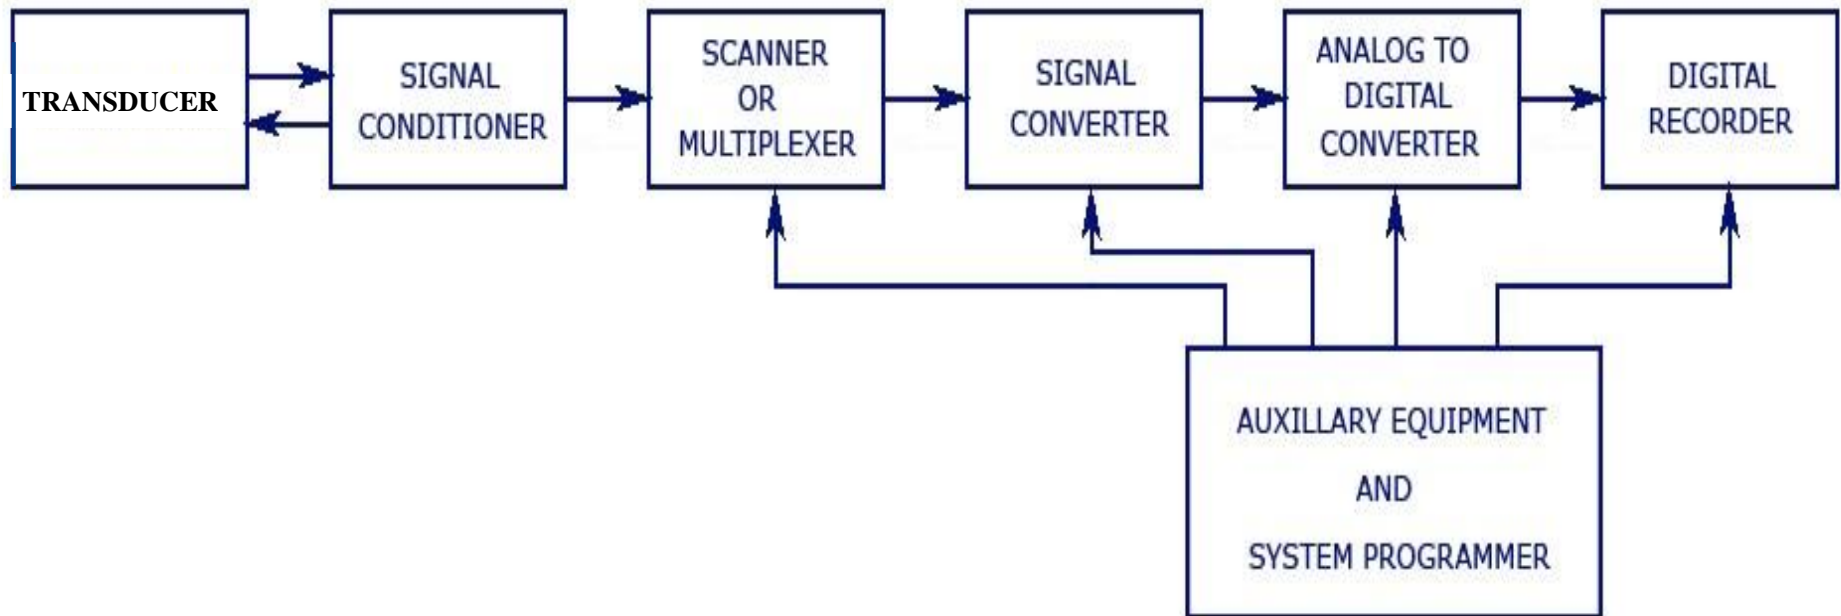 TRANSDUCER
SIGNAL
CONDITIONER
SCANNER
OR
MULTIPLEXER
SIGNAL
CONVERTER
ANALOG TO
DIGITAL
CONVERTER
DIGITAL
RECORDER
AUXILLARY EQUIPMENT
AND
SYSTEM PROGRAMMER